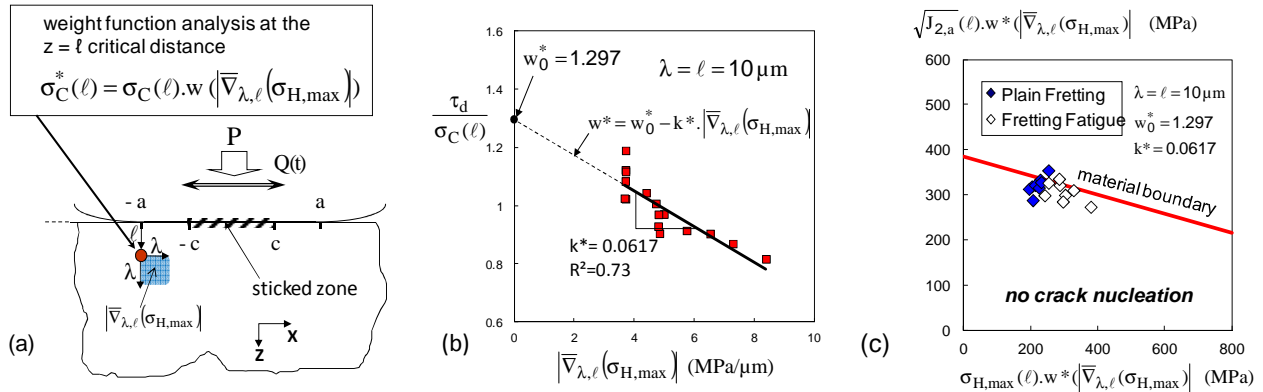 weight function analysis at the
z = ℓ critical distance
σ*C(ℓ) = σC(ℓ).w (|∇̄λ,ℓ(σH,max)|)
P
Q(t)
- a
a
ℓ
- c
c
λ
λ
sticked zone
|∇̄λ,ℓ(σH,max)|
x
z
(a)
1.6
1.4
1.2
1
0.8
0.6
τd
σC(ℓ)
w*0 = 1.297
λ = ℓ = 10 µm
w* = w*0 − k*.|∇̄λ,ℓ(σH,max)|
k*= 0.0617
R²=0.73
0 2 4 6 8 10
|∇̄λ,ℓ(σH,max)| (MPa/µm)
(b)
√J2,a (ℓ).w *(|∇̄λ,ℓ(σH,max)| (MPa)
600
500
400
300
200
100
0
Plain Fretting
Fretting Fatigue
λ = ℓ = 10µm
w*0 = 1.297
k* = 0.0617
material boundary
no crack nucleation
0 200 400 600 800
σH,max(ℓ).w *(|∇̄λ,ℓ(σH,max)| (MPa)
(c)